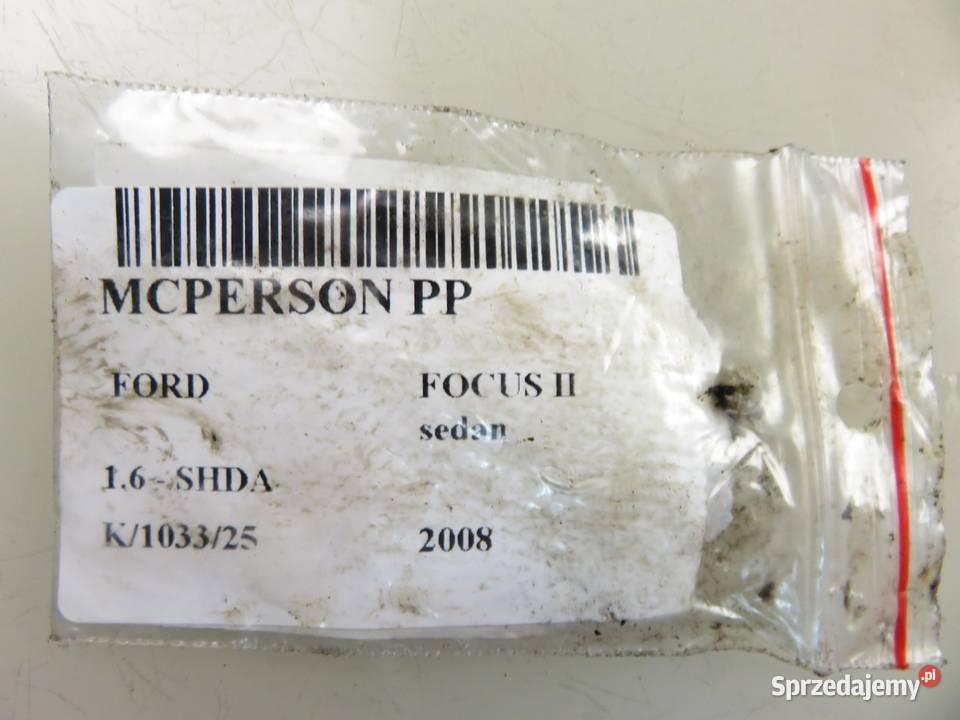 MCPERSON PP
FORD FOCUS II
sedan
1.6 - SHDA
K/1033/25 2008
Sprzedajemy.pl